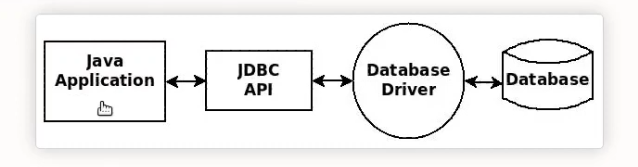 Java
Application
JDBC
API
Database
Driver
Database